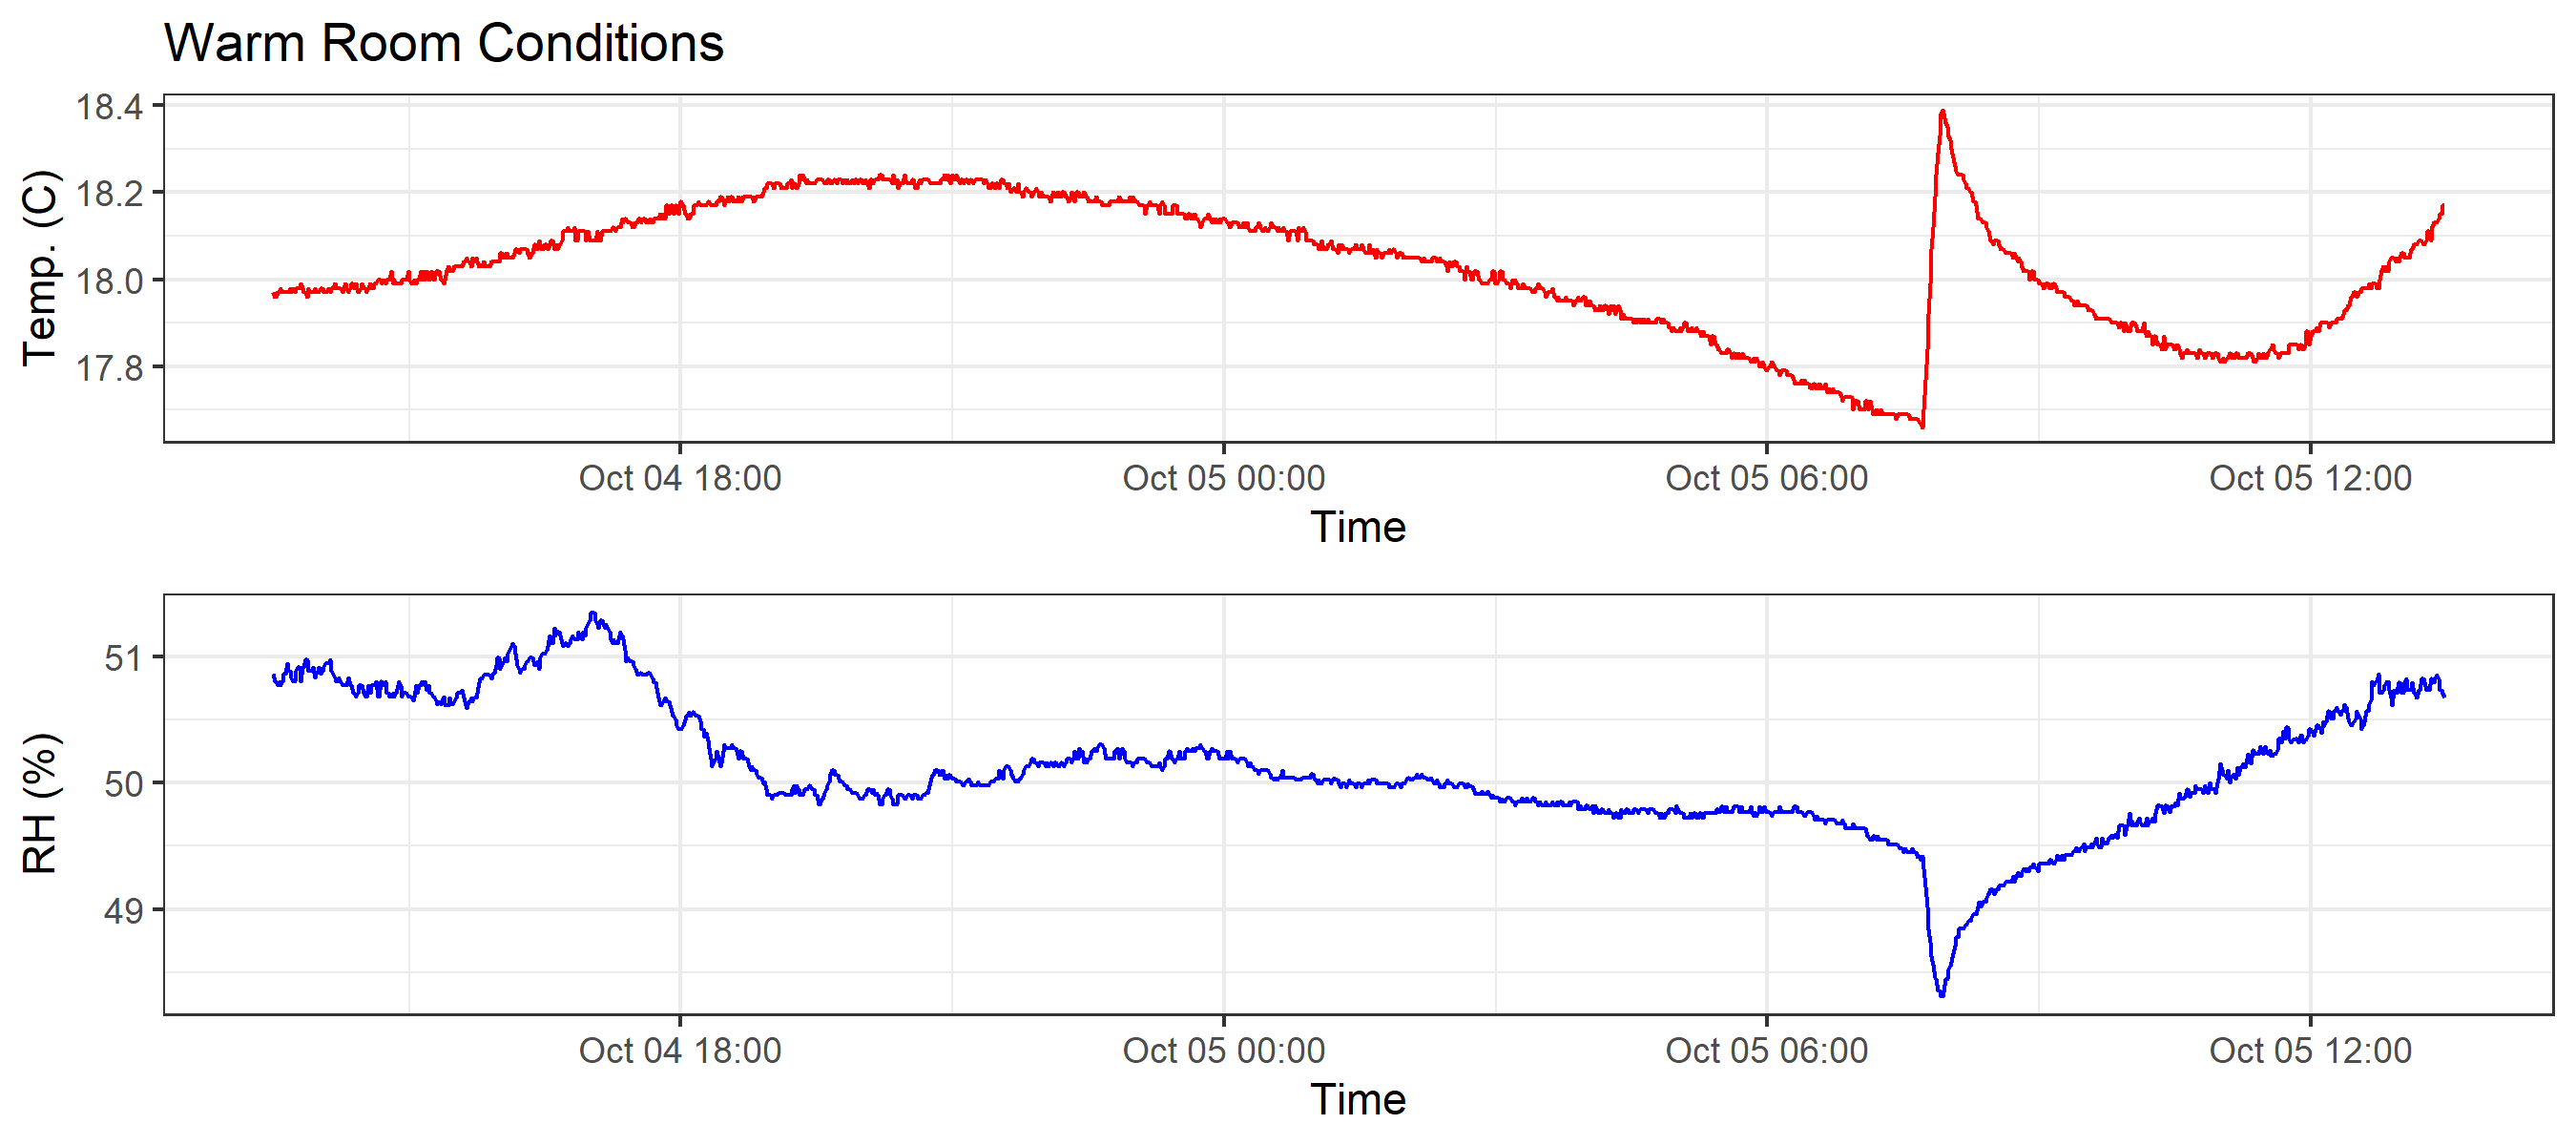 Warm Room Conditions
Temp. (C)
18.4
18.2
18.0
17.8
Oct 04 18:00 Oct 05 00:00 Oct 05 06:00 Oct 05 12:00
Time
RH (%)
51
50
49
Oct 04 18:00 Oct 05 00:00 Oct 05 06:00 Oct 05 12:00
Time